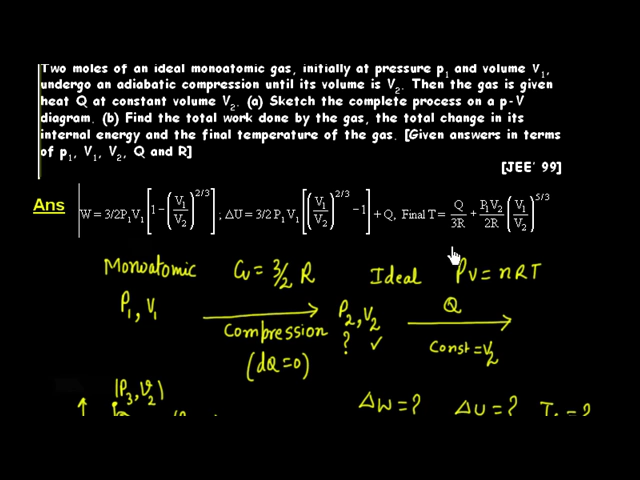 Two moles of an ideal monoatomic gas, initially at pressure p₁ and volume V₁,
undergo an adiabatic compression until its volume is V₂. Then the gas is given
heat Q at constant volume V₂. (a) Sketch the complete process on a p-V
diagram. (b) Find the total work done by the gas, the total change in its
internal energy and the final temperature of the gas. [Given answers in terms
of p₁, V₁, V₂, Q and R]
[JEE' 99]
Ans
W = 3/2P₁V₁[1−(V₁/V₂)^2/3] ; ΔU = 3/2 P₁V₁[(V₁/V₂)^2/3 −1] + Q, Final T = Q/3R + P₁V₂/2R (V₁/V₂)^5/3
Monoatomic Cv = 3/2 R Ideal PV = nRT
P₁, V₁ P₂, V₂ Q
Compression ? ✓ Const = V₂
(dQ=0)
(P₃, V₂)
ΔW = ? ΔU = ?